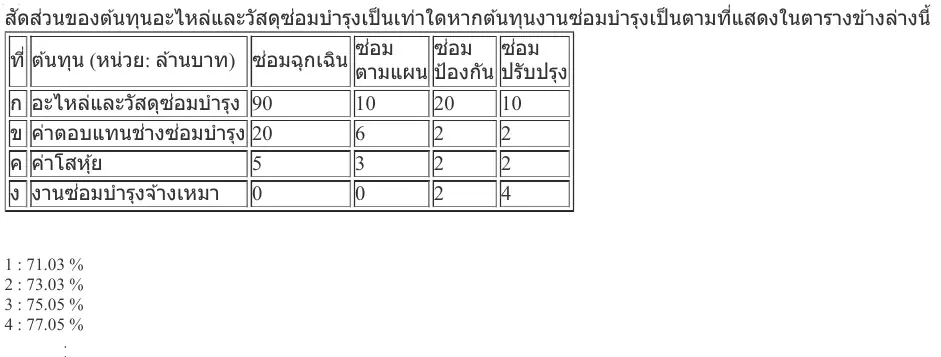 สัดส่วนของต้นทุนอะไหล่และวัสดุซ่อมบำรุงเป็นเท่าใดหากต้นทุนงานซ่อมบำรุงเป็นตามที่แสดงในตารางข้างล่างนี้
ที่ ต้นทุน (หน่วย: ล้านบาท) ซ่อมฉุกเฉิน ซ่อมตามแผน ซ่อมป้องกัน ซ่อมปรับปรุง
ก อะไหล่และวัสดุซ่อมบำรุง 90 10 20 10
ข ค่าตอบแทนช่างซ่อมบำรุง 20 6 2 2
ค ค่าโสหุ้ย 5 3 2 2
ง งานซ่อมบำรุงจ้างเหมา 0 0 2 4
1 : 71.03 %
2 : 73.03 %
3 : 75.05 %
4 : 77.05 %